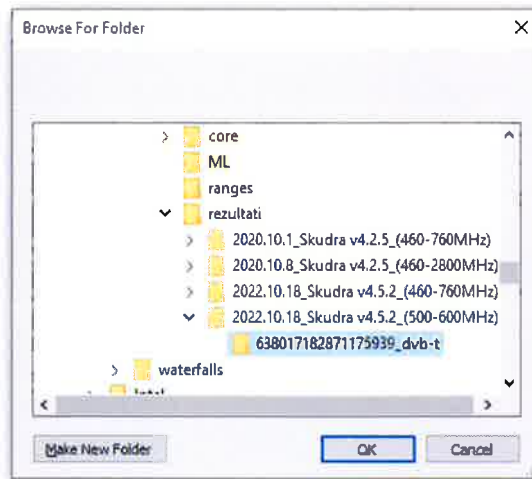 Browse For Folder
core
ML
ranges
rezultati
2020.10.1_Skudra v4.2.5_(460-760MHz)
2020.10.8_Skudra v4.2.5_(460-2800MHz)
2022.10.18_Skudra v4.5.2_(460-760MHz)
2022.10.18_Skudra v4.5.2_(500-600MHz)
638017182871175939_dvb-t
waterfalls
Make New Folder
OK
Cancel